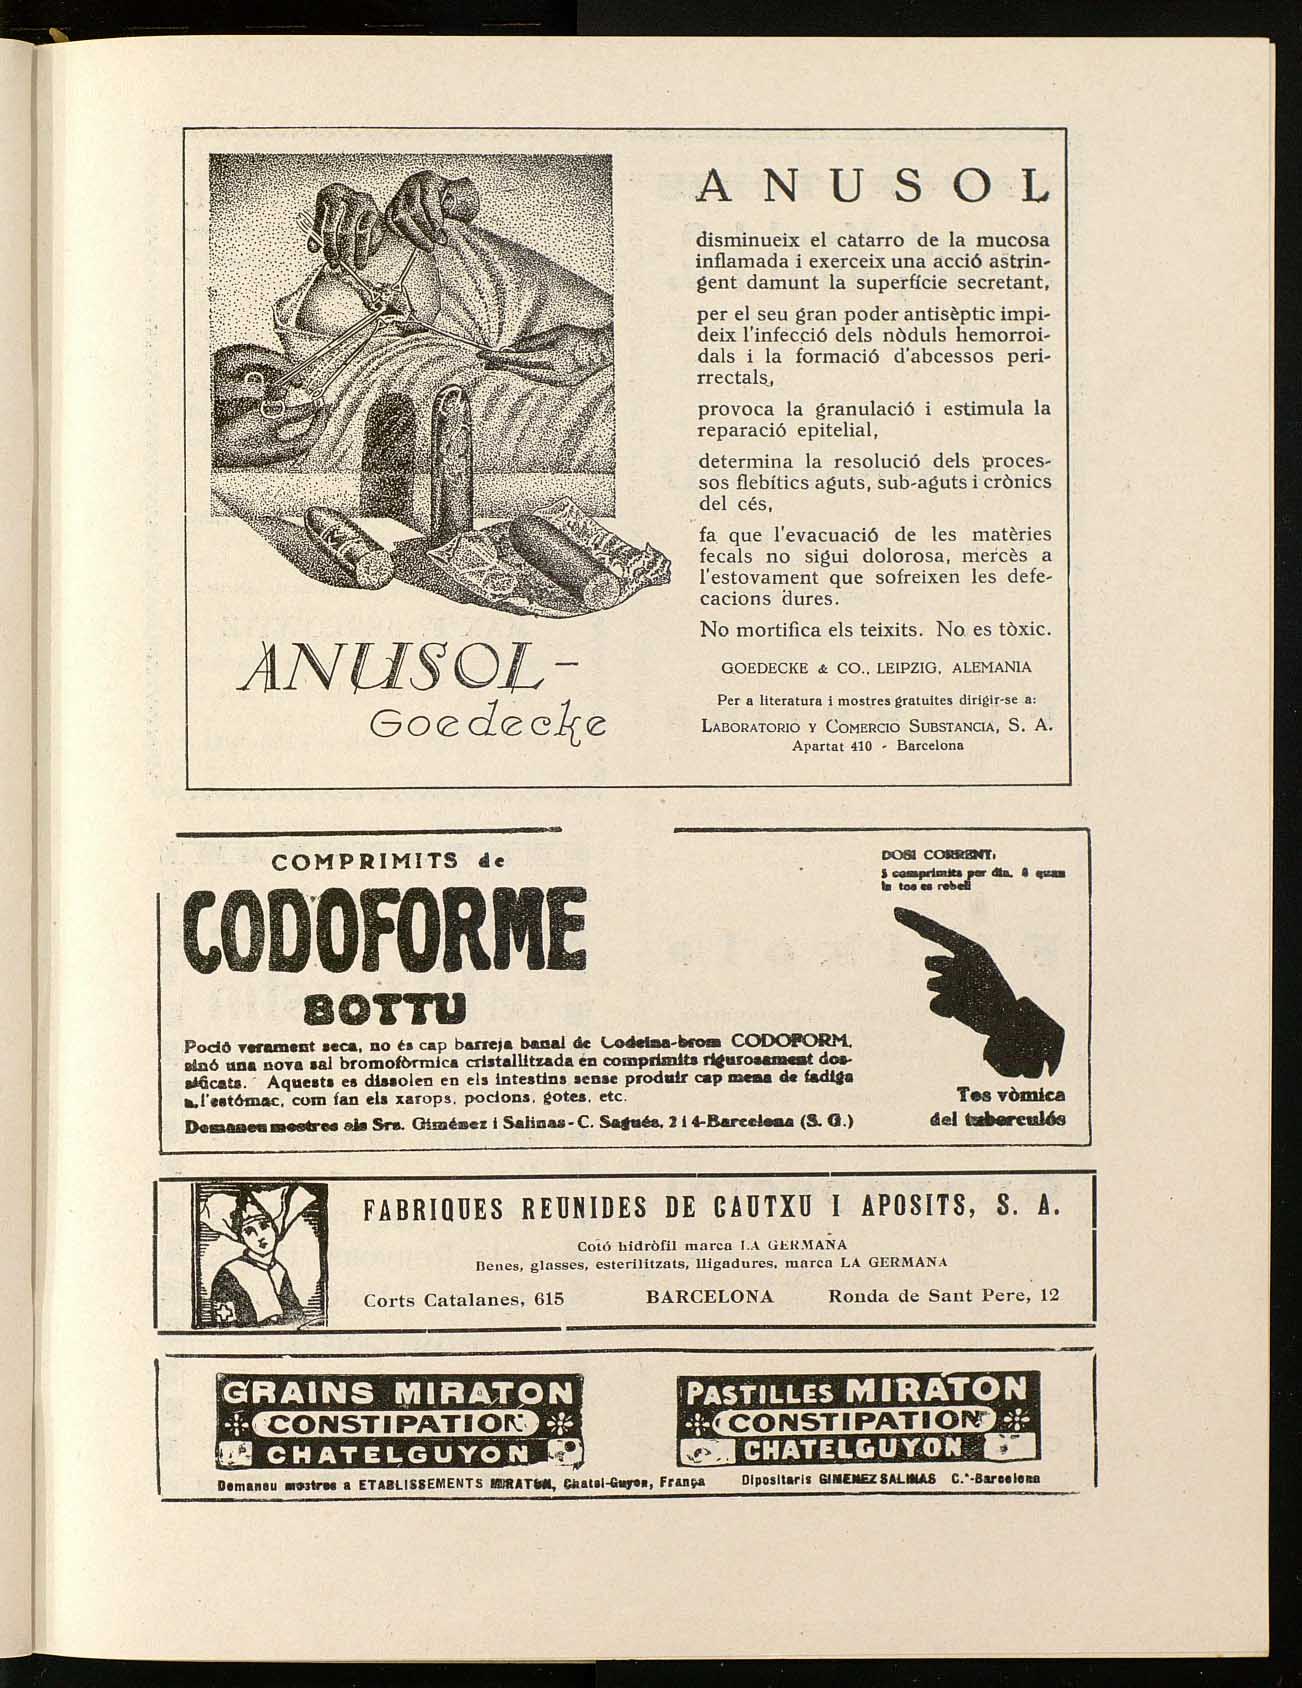 A N U S O L
disminueix el catarro de la mucosa
inflamada i exerceix una acció astrin-
gent damunt la superfície secretant,
per el seu gran poder antisèptic impi-
deix l'infecció dels nòduls hemorroi-
dals i la formació d'abcessos peri-
rrectals,
provoca la granulació i estimula la
reparació epitelial,
determina la resolució dels proces-
sos flebítics aguts, sub-aguts i crònics
del cés,
fa que l'evacuació de les matèries
fecals no sigui dolorosa, mercès a
l'estovament que sofreixen les defe-
cacions dures.
No mortifica els teixits. No es tòxic.
GOEDECKE & CO., LEIPZIG, ALEMANIA
Per a literatura i mostres gratuites dirigir-se a:
LABORATORIO Y COMERCIO SUBSTANCIA, S. A.
Apartat 410 - Barcelona
ANUSOL-
Goedecke
COMPRIMITS de
CODOFORME
BOTTU
Poció verament seca, no és cap barreja banal de Codeina-brom CODOFORM,
sinó una nova sal bromofòrmica cristallitzada en comprimits rigurosament dos-
sificats. Aquests es dissolen en els intestins sense produir cap mena de fadiga
a l'estómac, com fan els xarops, pocions, gotes, etc.
Demaneu mostres als Srs. Giménez i Salinas - C. Sagués, 2 i 4-Barcelona (S. G.)
DOSI CORRENT:
5 comprimits per dia. 8 quan
la tos es rebell
Tos vòmica
del tuberculós
FABRIQUES REUNIDES DE CAUTXU I APOSITS, S. A.
Cotó hidròfil marca LA GERMANA
Benes, glasses, esterilitzats, lligadures, marca LA GERMANA
Corts Catalanes, 615 BARCELONA Ronda de Sant Pere, 12
GRAINS MIRATON
CONSTIPATION
CHATELGUYON
PASTILLES MIRATON
CONSTIPATION
CHATELGUYON
Demaneu mostres a ETABLISSEMENTS MIRATON, Chatel-Guyon, França Dipositaris GIMENEZ SALINAS C.ª-Barcelona